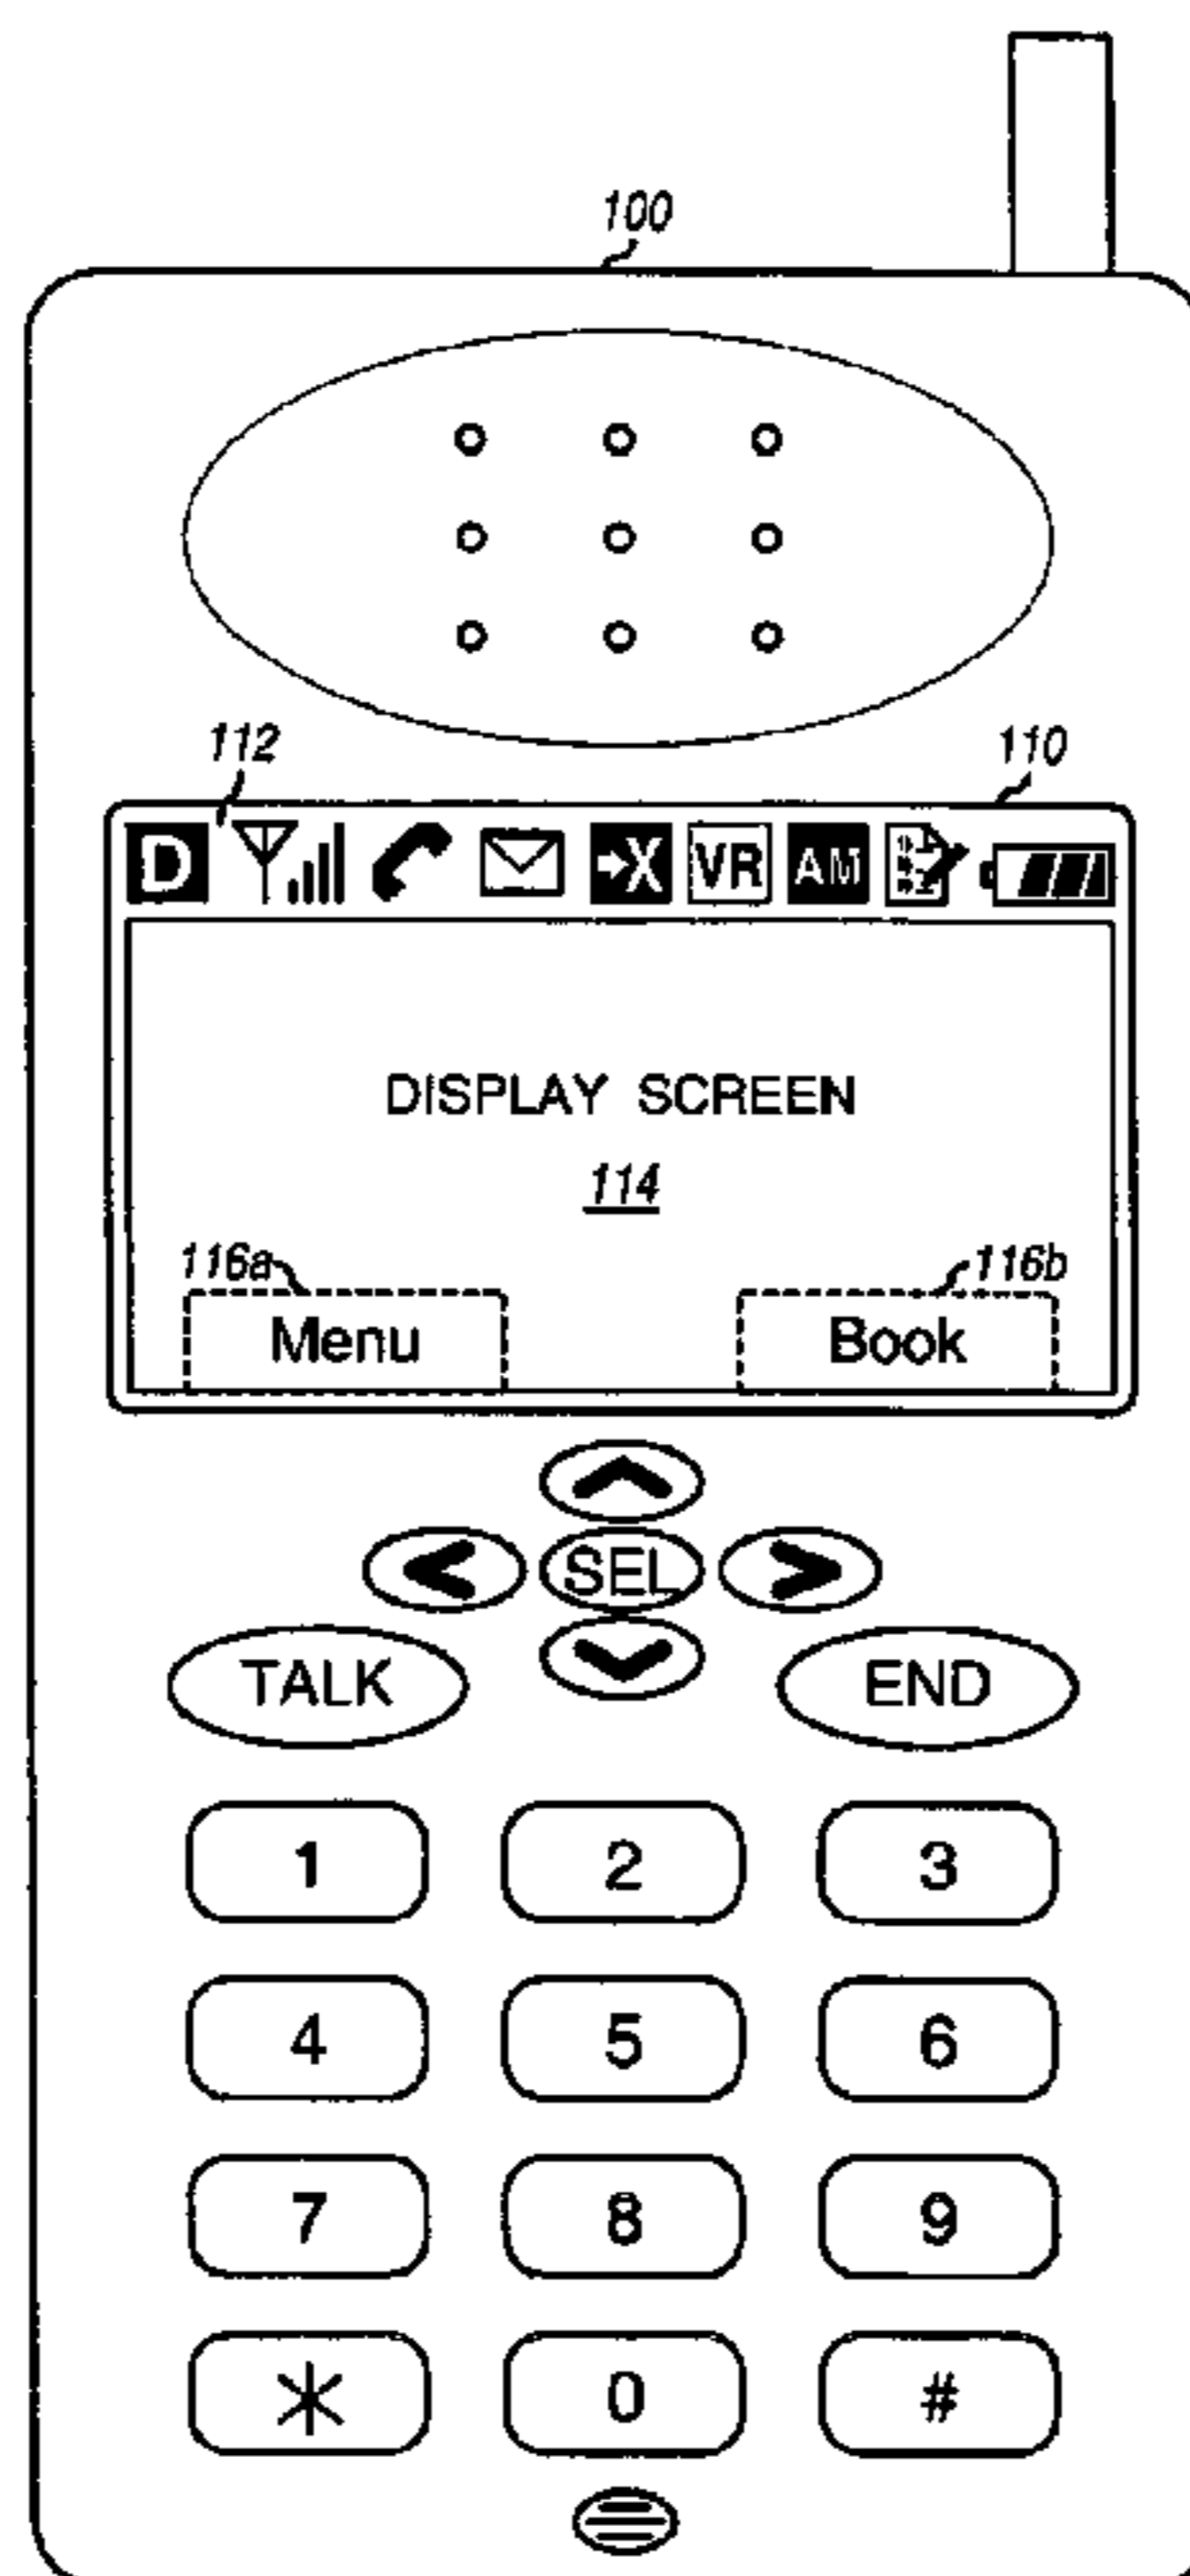 100
112 110
D →X VR AM
DISPLAY SCREEN
114
116a 116b
Menu Book
SEL
TALK END
1 2 3
4 5 6
7 8 9
* 0 #